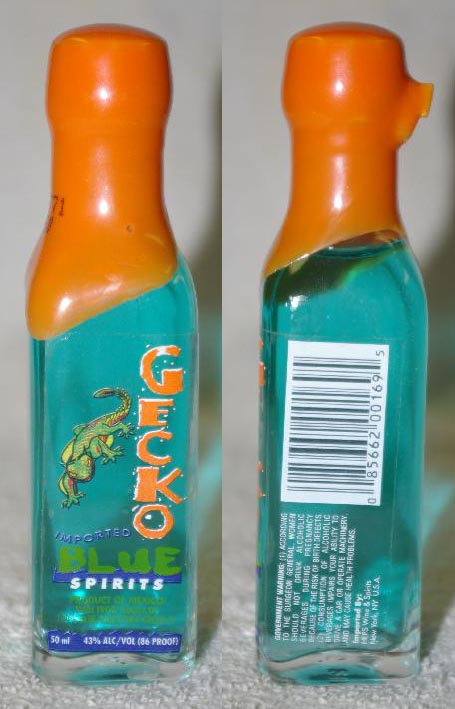 GECKO
IMPORTED
BLUE
SPIRITS
PRODUCT OF MEXICO
50 ml 43% ALC/VOL (86 PROOF)
0 85662 00169 5
GOVERNMENT WARNING: (1) ACCORDING
TO THE SURGEON GENERAL, WOMEN
SHOULD NOT DRINK ALCOHOLIC
BEVERAGES DURING PREGNANCY
BECAUSE OF THE RISK OF BIRTH DEFECTS.
(2) CONSUMPTION OF ALCOHOLIC
BEVERAGES IMPAIRS YOUR ABILITY TO
DRIVE A CAR OR OPERATE MACHINERY,
AND MAY CAUSE HEALTH PROBLEMS.
Imported By:
Wine &
New York, NY U.S.A.